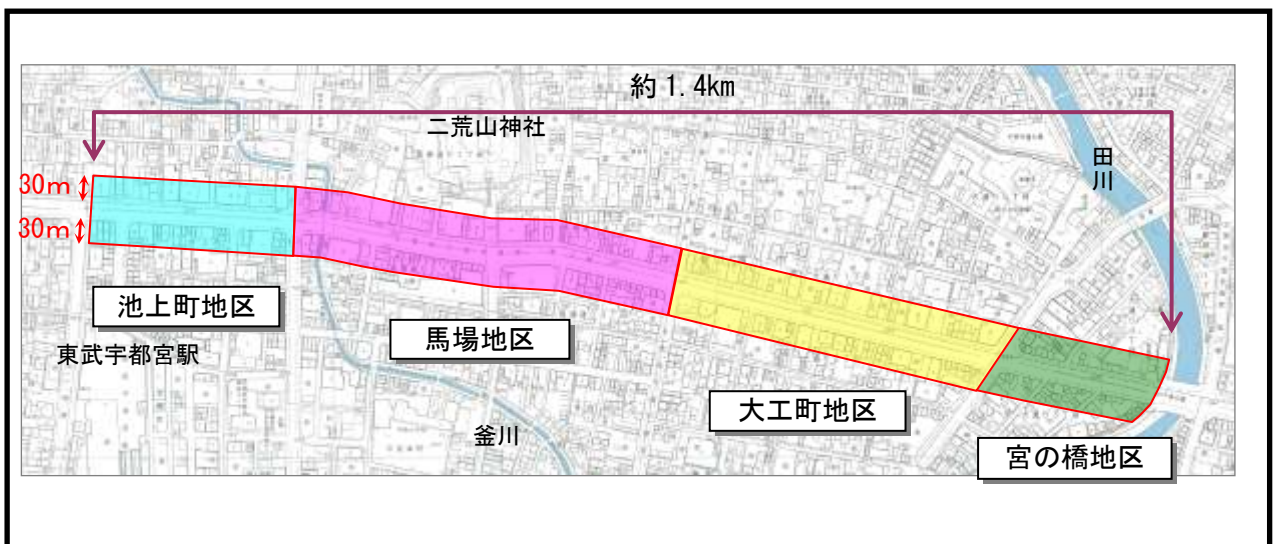 約1.4km
二荒山神社
田川
30m
30m
池上町地区
馬場地区
東武宇都宮駅
大工町地区
釜川
宮の橋地区